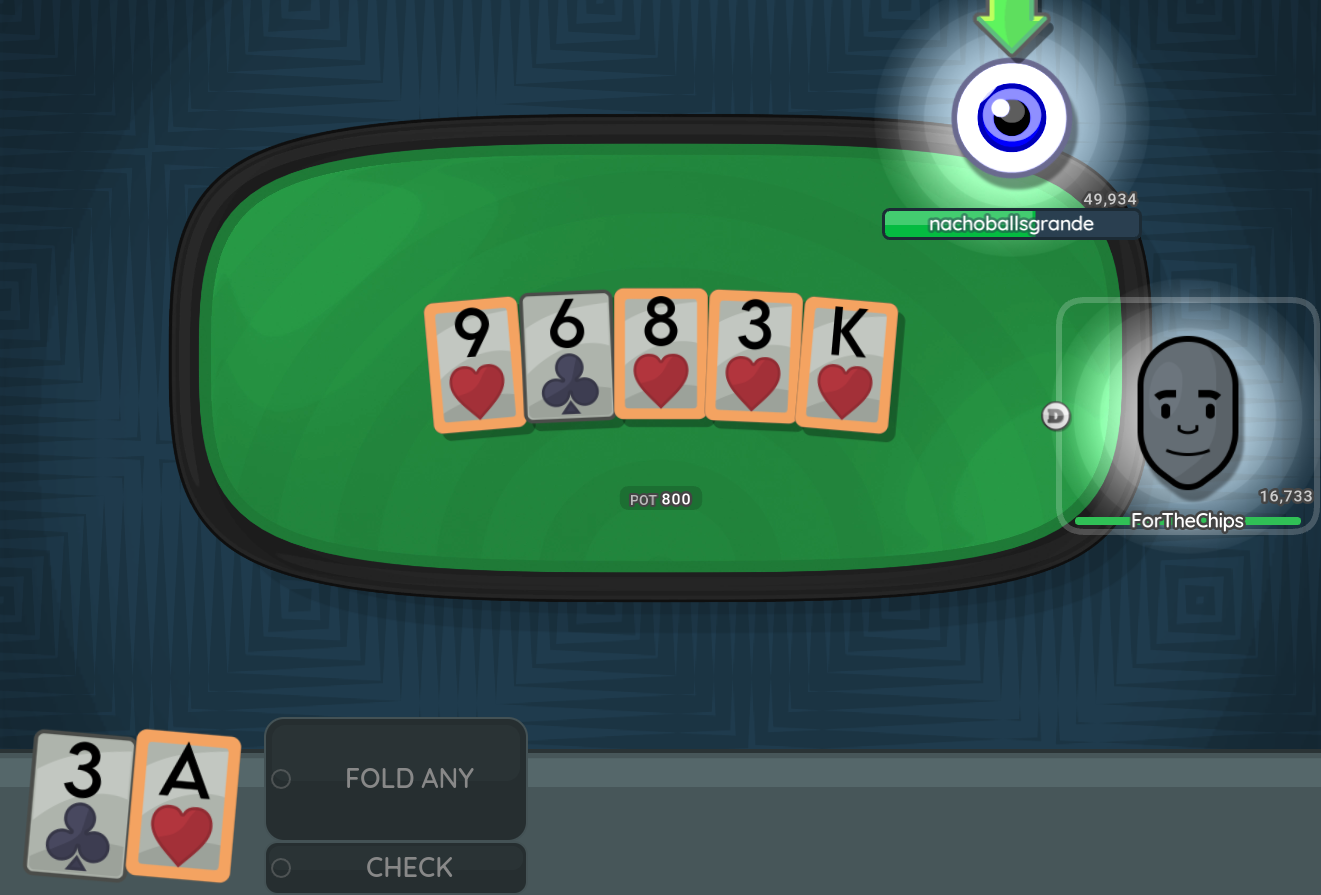 49,934
nachoballsgrande
9 6 8 3 K
D
16,733
POT 800
ForTheChips
3 A
FOLD ANY
CHECK